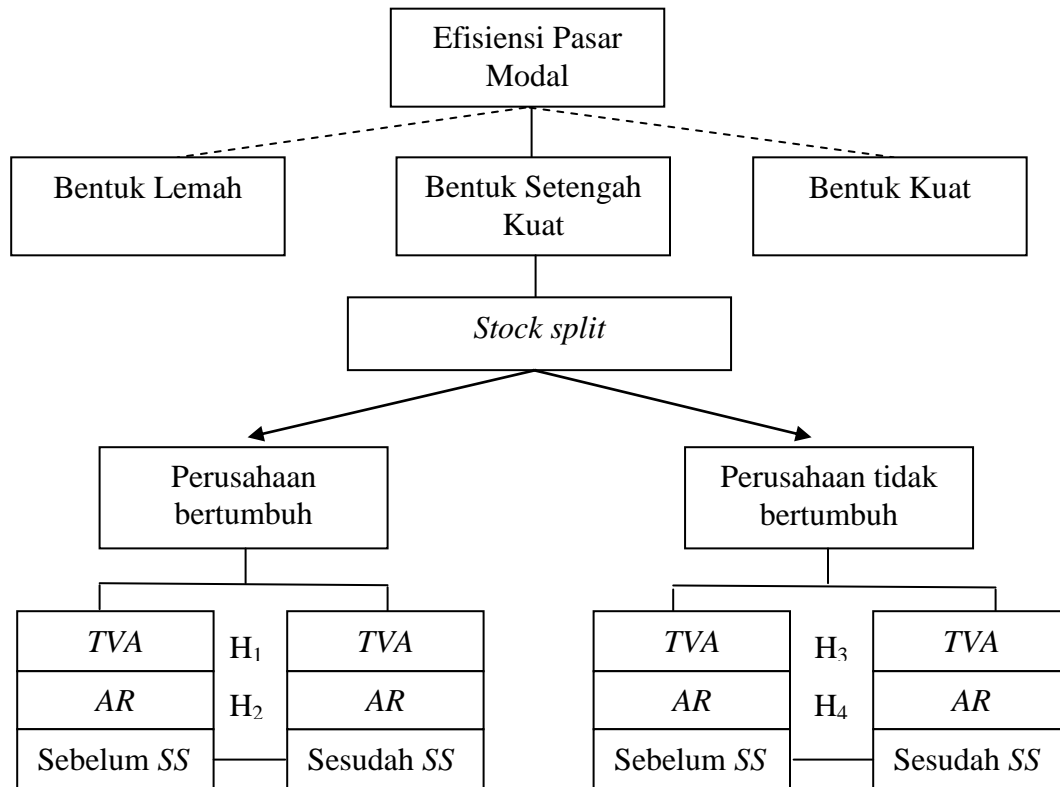 Efisiensi Pasar
Modal
Bentuk Lemah
Bentuk Setengah
Kuat
Bentuk Kuat
Stock split
Perusahaan
bertumbuh
Perusahaan tidak
bertumbuh
TVA H₁ TVA
AR H₂ AR
Sebelum SS Sesudah SS
TVA H₃ TVA
AR H₄ AR
Sebelum SS Sesudah SS